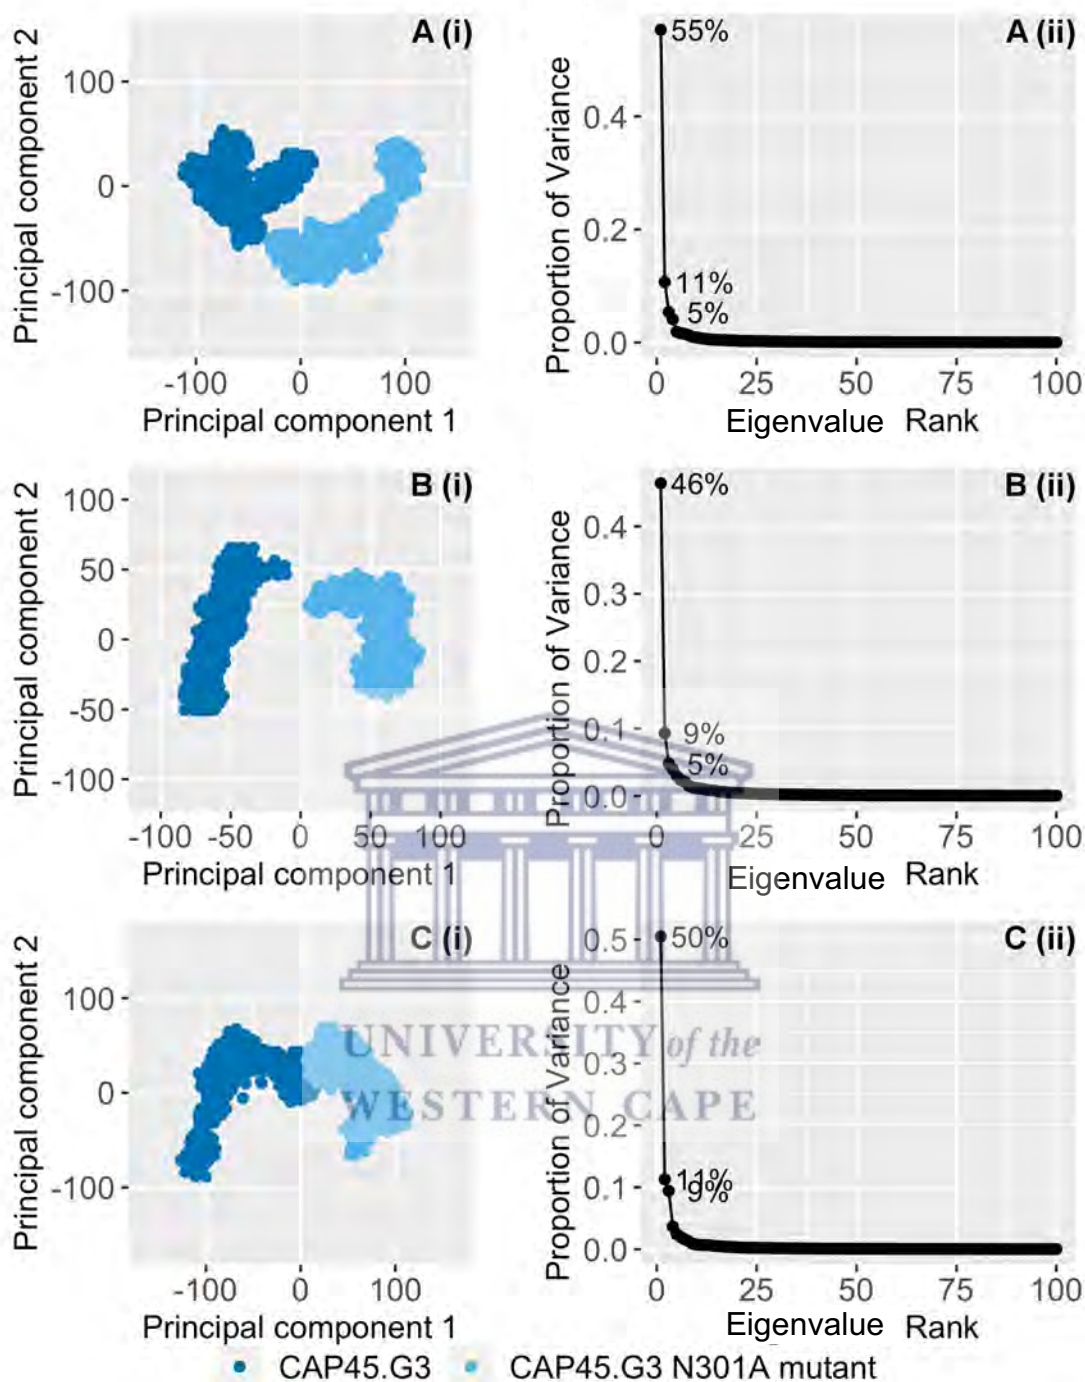 A (i)
Principal component 2
100
0
-100
-100 0 100
Principal component 1
A (ii)
Proportion of Variance
55%
0.4
0.2
11%
5%
0.0
0 25 50 75 100
Eigenvalue Rank
B (i)
Principal component 2
100
50
0
-50
-100
-100 -50 0 50 100
Principal component 1
B (ii)
Proportion of Variance
46%
0.4
0.3
0.2
0.1
9%
5%
0.0
0 25 50 75 100
Eigenvalue Rank
C (i)
Principal component 2
100
0
-100
-100 0 100
Principal component 1
C (ii)
Proportion of Variance
0.5
50%
0.4
0.3
0.2
0.1
11%
9%
0.0
0 25 50 75 100
Eigenvalue Rank
UNIVERSITY of the
WESTERN CAPE
CAP45.G3 CAP45.G3 N301A mutant